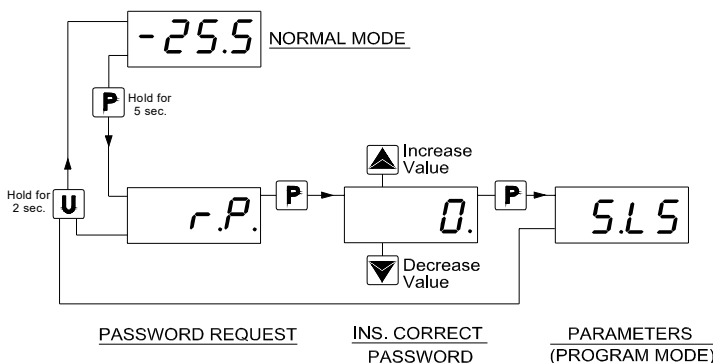 -25.5
NORMAL MODE
P
Hold for
5 sec.
Increase
Value
Hold for
2 sec.
U
r.P.
P
0.
P
S.L S
Decrease
Value
PASSWORD REQUEST
INS. CORRECT
PASSWORD
PARAMETERS
(PROGRAM MODE)